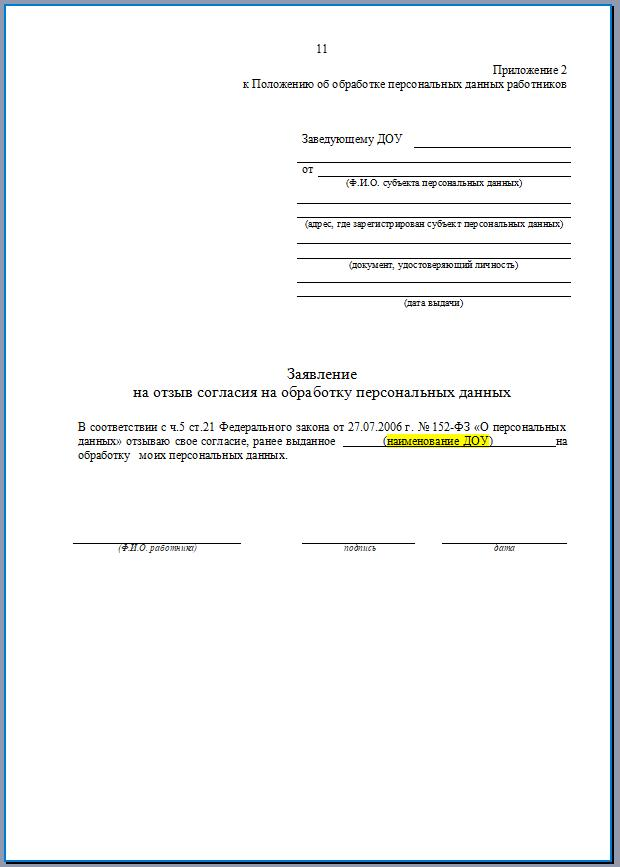 11
Приложение 2
к Положению об обработке персональных данных работников
Заведующему ДОУ
от
(Ф.И.О. субъекта персональных данных)
(адрес, где зарегистрирован субъект персональных данных)
(документ, удостоверяющий личность)
(дата выдачи)
Заявление
на отзыв согласия на обработку персональных данных
В соответствии с ч.5 ст.21 Федерального закона от 27.07.2006 г. № 152-ФЗ «О персональных
данных» отзываю свое согласие, ранее выданное (наименование ДОУ) на
обработку моих персональных данных.
(Ф.И.О. работника) подпись дата